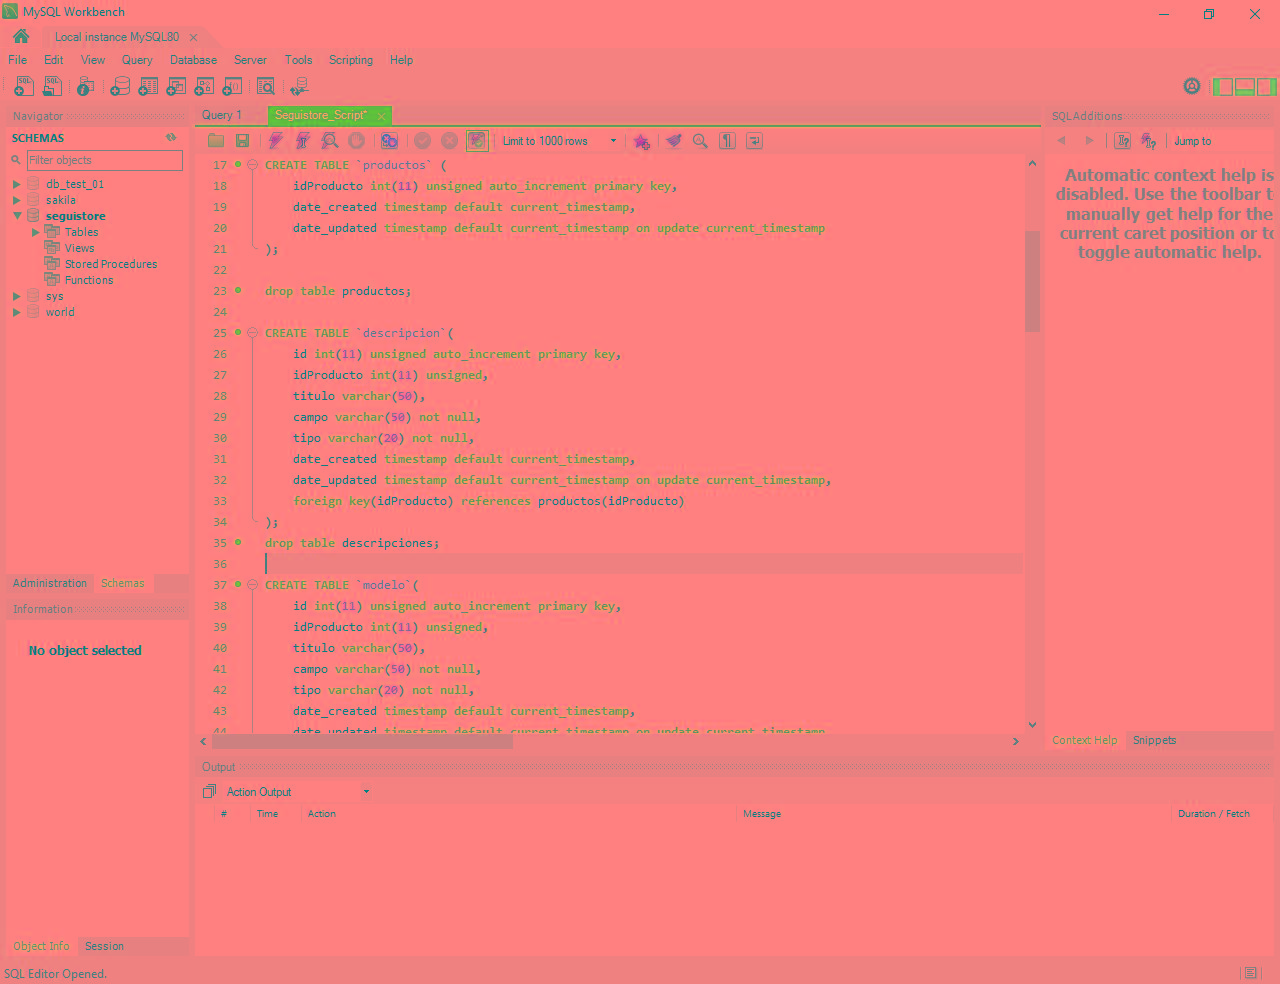 MySQL Workbench
Local instance MySQL80
File Edit View Query Database Server Tools Scripting Help
Navigator
SCHEMAS
Filter objects
db_test_01
sakila
seguistore
Tables
Views
Stored Procedures
Functions
sys
world
Administration Schemas
Information
No object selected
Object Info Session
Query 1 Seguistore_Script*
Limit to 1000 rows
17 CREATE TABLE `productos` (
18 idProducto int(11) unsigned auto_increment primary key,
19 date_created timestamp default current_timestamp,
20 date_updated timestamp default current_timestamp on update current_timestamp
21 );
22
23 drop table productos;
24
25 CREATE TABLE `descripcion`(
26 id int(11) unsigned auto_increment primary key,
27 idProducto int(11) unsigned,
28 titulo varchar(50),
29 campo varchar(50) not null,
30 tipo varchar(20) not null,
31 date_created timestamp default current_timestamp,
32 date_updated timestamp default current_timestamp on update current_timestamp,
33 foreign key(idProducto) references productos(idProducto)
34 );
35 drop table descripciones;
36
37 CREATE TABLE `modelo`(
38 id int(11) unsigned auto_increment primary key,
39 idProducto int(11) unsigned,
40 titulo varchar(50),
41 campo varchar(50) not null,
42 tipo varchar(20) not null,
43 date_created timestamp default current_timestamp,
44 date_updated timestamp default current_timestamp on update current_timestamp
SQLAdditions
Jump to
Automatic context help is
disabled. Use the toolbar t
manually get help for the
current caret position or to
toggle automatic help.
Context Help Snippets
Output
Action Output
# Time Action Message Duration / Fetch
SQL Editor Opened.